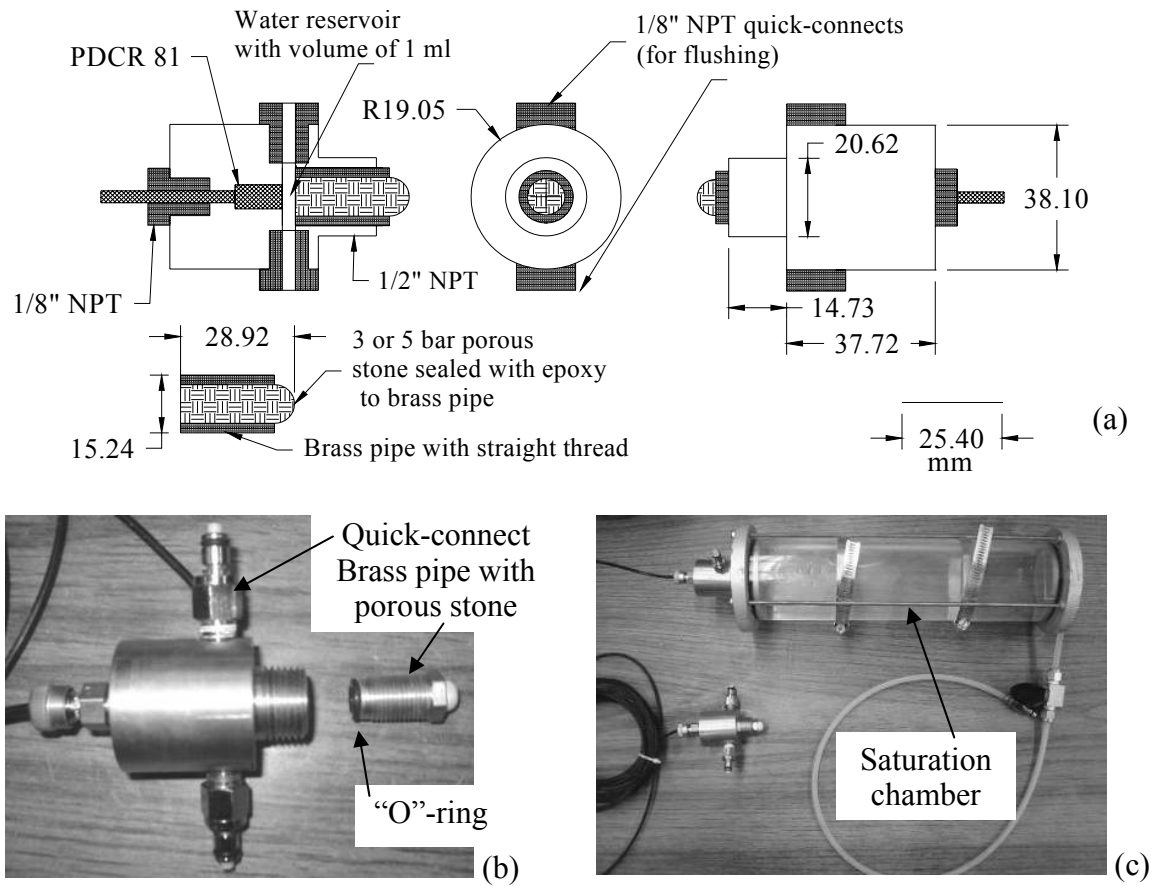 Water reservoir
with volume of 1 ml
PDCR 81
1/8" NPT quick-connects
(for flushing)
R19.05
20.62
38.10
1/8" NPT
1/2" NPT
14.73
37.72
28.92
3 or 5 bar porous
stone sealed with epoxy
to brass pipe
15.24
Brass pipe with straight thread
25.40
mm
(a)
Quick-connect
Brass pipe with
porous stone
“O”-ring
(b)
Saturation
chamber
(c)